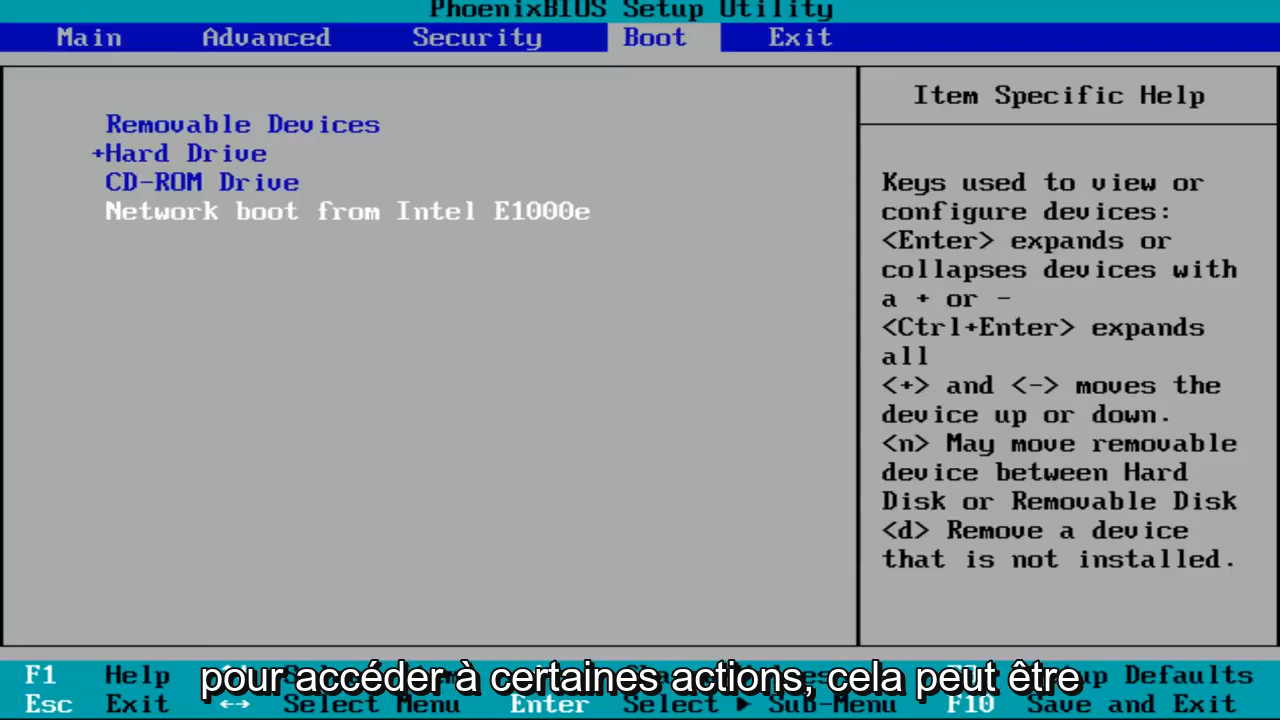 PhoenixBIOS Setup Utility
Main Advanced Security Boot Exit
Removable Devices
+Hard Drive
CD-ROM Drive
Network boot from Intel E1000e
Item Specific Help
Keys used to view or
configure devices:
<Enter> expands or
collapses devices with
a + or -
<Ctrl+Enter> expands
all
<+> and <-> moves the
device up or down.
<n> May move removable
device between Hard
Disk or Removable Disk
<d> Remove a device
that is not installed.
F1 Help Defaults
pour accéder à certaines actions, cela peut être
Esc Exit ↔ Select Menu Enter Select ▶ Sub-Menu F10 Save and Exit